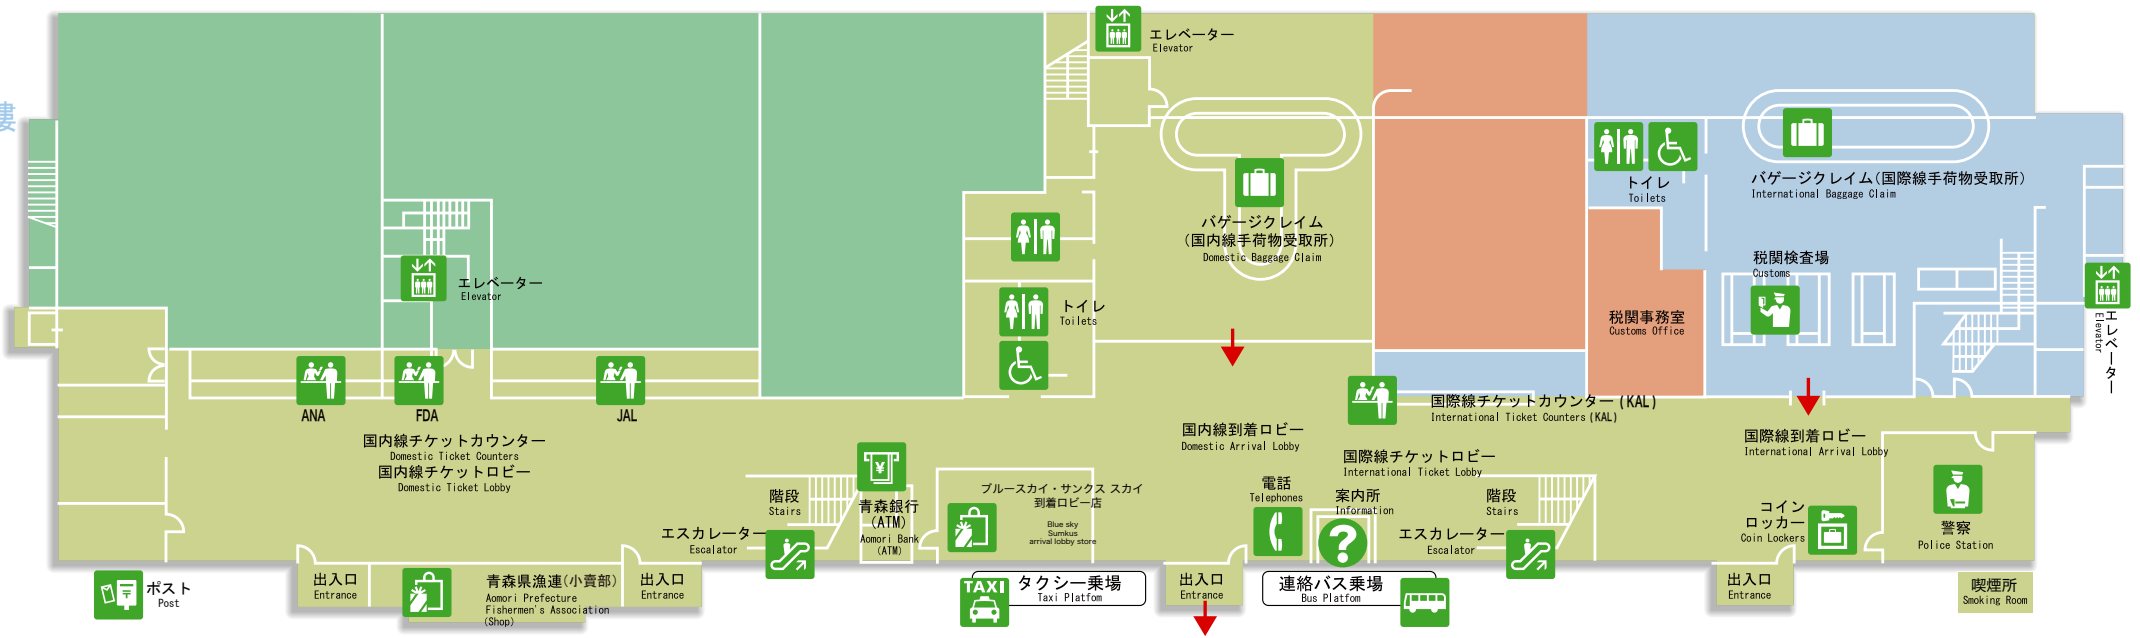 樓
エレベーター
Elevator
トイレ
Toilets
バゲージクレイム(国際線手荷物受取所)
International Baggage Claim
バゲージクレイム
(国内線手荷物受取所)
Domestic Baggage Claim
税関検査場
Customs
エレベーター
Elevator
トイレ
Toilets
税関事務室
Customs Office
エレベーター
Elevator
ANA
FDA
JAL
国内線チケットカウンター
Domestic Ticket Counters
国内線チケットロビー
Domestic Ticket Lobby
国際線チケットカウンター(KAL)
International Ticket Counters(KAL)
国内線到着ロビー
Domestic Arrival Lobby
国際線到着ロビー
International Arrival Lobby
国際線チケットロビー
International Ticket Lobby
階段
Stairs
¥
青森銀行
(ATM)
Aomori Bank
(ATM)
ブルースカイ・サンクス スカイ
到着ロビー店
Blue sky
Sumkus
arrival lobby store
電話
Telephones
案内所
Information
?
階段
Stairs
コイン
ロッカー
Coin Lockers
警察
Police Station
エスカレーター
Escalator
エスカレーター
Escalator
ポスト
Post
〒
出入口
Entrance
青森県漁連(小賣部)
Aomori Prefecture
Fishermen's Association
(Shop)
出入口
Entrance
TAXI
タクシー乗場
Taxi Platfom
出入口
Entrance
連絡バス乗場
Bus Platfom
出入口
Entrance
喫煙所
Smoking Room